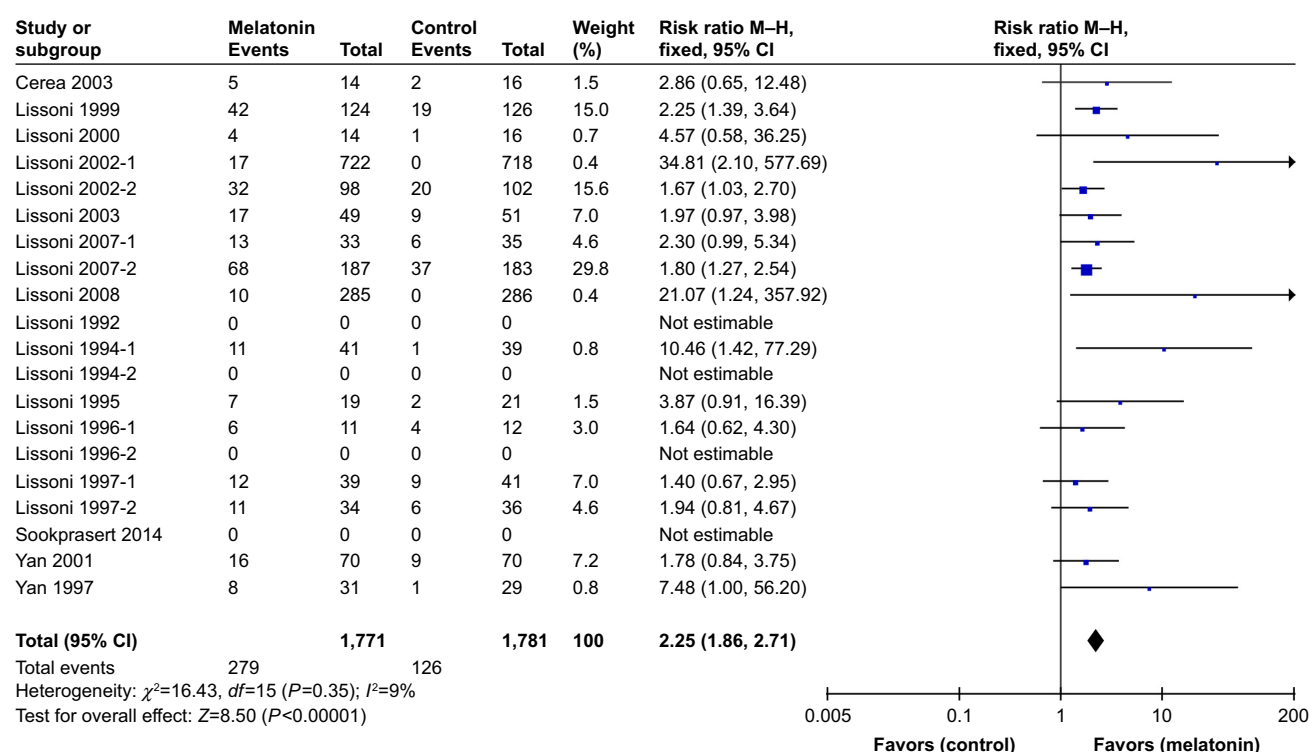 Study or Melatonin Control Weight Risk ratio M–H, Risk ratio M–H,
subgroup Events Total Events Total (%) fixed, 95% CI fixed, 95% CI
Cerea 2003 5 14 2 16 1.5 2.86 (0.65, 12.48)
Lissoni 1999 42 124 19 126 15.0 2.25 (1.39, 3.64)
Lissoni 2000 4 14 1 16 0.7 4.57 (0.58, 36.25)
Lissoni 2002-1 17 722 0 718 0.4 34.81 (2.10, 577.69)
Lissoni 2002-2 32 98 20 102 15.6 1.67 (1.03, 2.70)
Lissoni 2003 17 49 9 51 7.0 1.97 (0.97, 3.98)
Lissoni 2007-1 13 33 6 35 4.6 2.30 (0.99, 5.34)
Lissoni 2007-2 68 187 37 183 29.8 1.80 (1.27, 2.54)
Lissoni 2008 10 285 0 286 0.4 21.07 (1.24, 357.92)
Lissoni 1992 0 0 0 0 Not estimable
Lissoni 1994-1 11 41 1 39 0.8 10.46 (1.42, 77.29)
Lissoni 1994-2 0 0 0 0 Not estimable
Lissoni 1995 7 19 2 21 1.5 3.87 (0.91, 16.39)
Lissoni 1996-1 6 11 4 12 3.0 1.64 (0.62, 4.30)
Lissoni 1996-2 0 0 0 0 Not estimable
Lissoni 1997-1 12 39 9 41 7.0 1.40 (0.67, 2.95)
Lissoni 1997-2 11 34 6 36 4.6 1.94 (0.81, 4.67)
Sookprasert 2014 0 0 0 0 Not estimable
Yan 2001 16 70 9 70 7.2 1.78 (0.84, 3.75)
Yan 1997 8 31 1 29 0.8 7.48 (1.00, 56.20)
Total (95% CI) 1,771 1,781 100 2.25 (1.86, 2.71)
Total events 279 126
Heterogeneity: χ²=16.43, df=15 (P=0.35); I²=9%
Test for overall effect: Z=8.50 (P<0.00001)
0.005 0.1 1 10 200
Favors (control) Favors (melatonin)